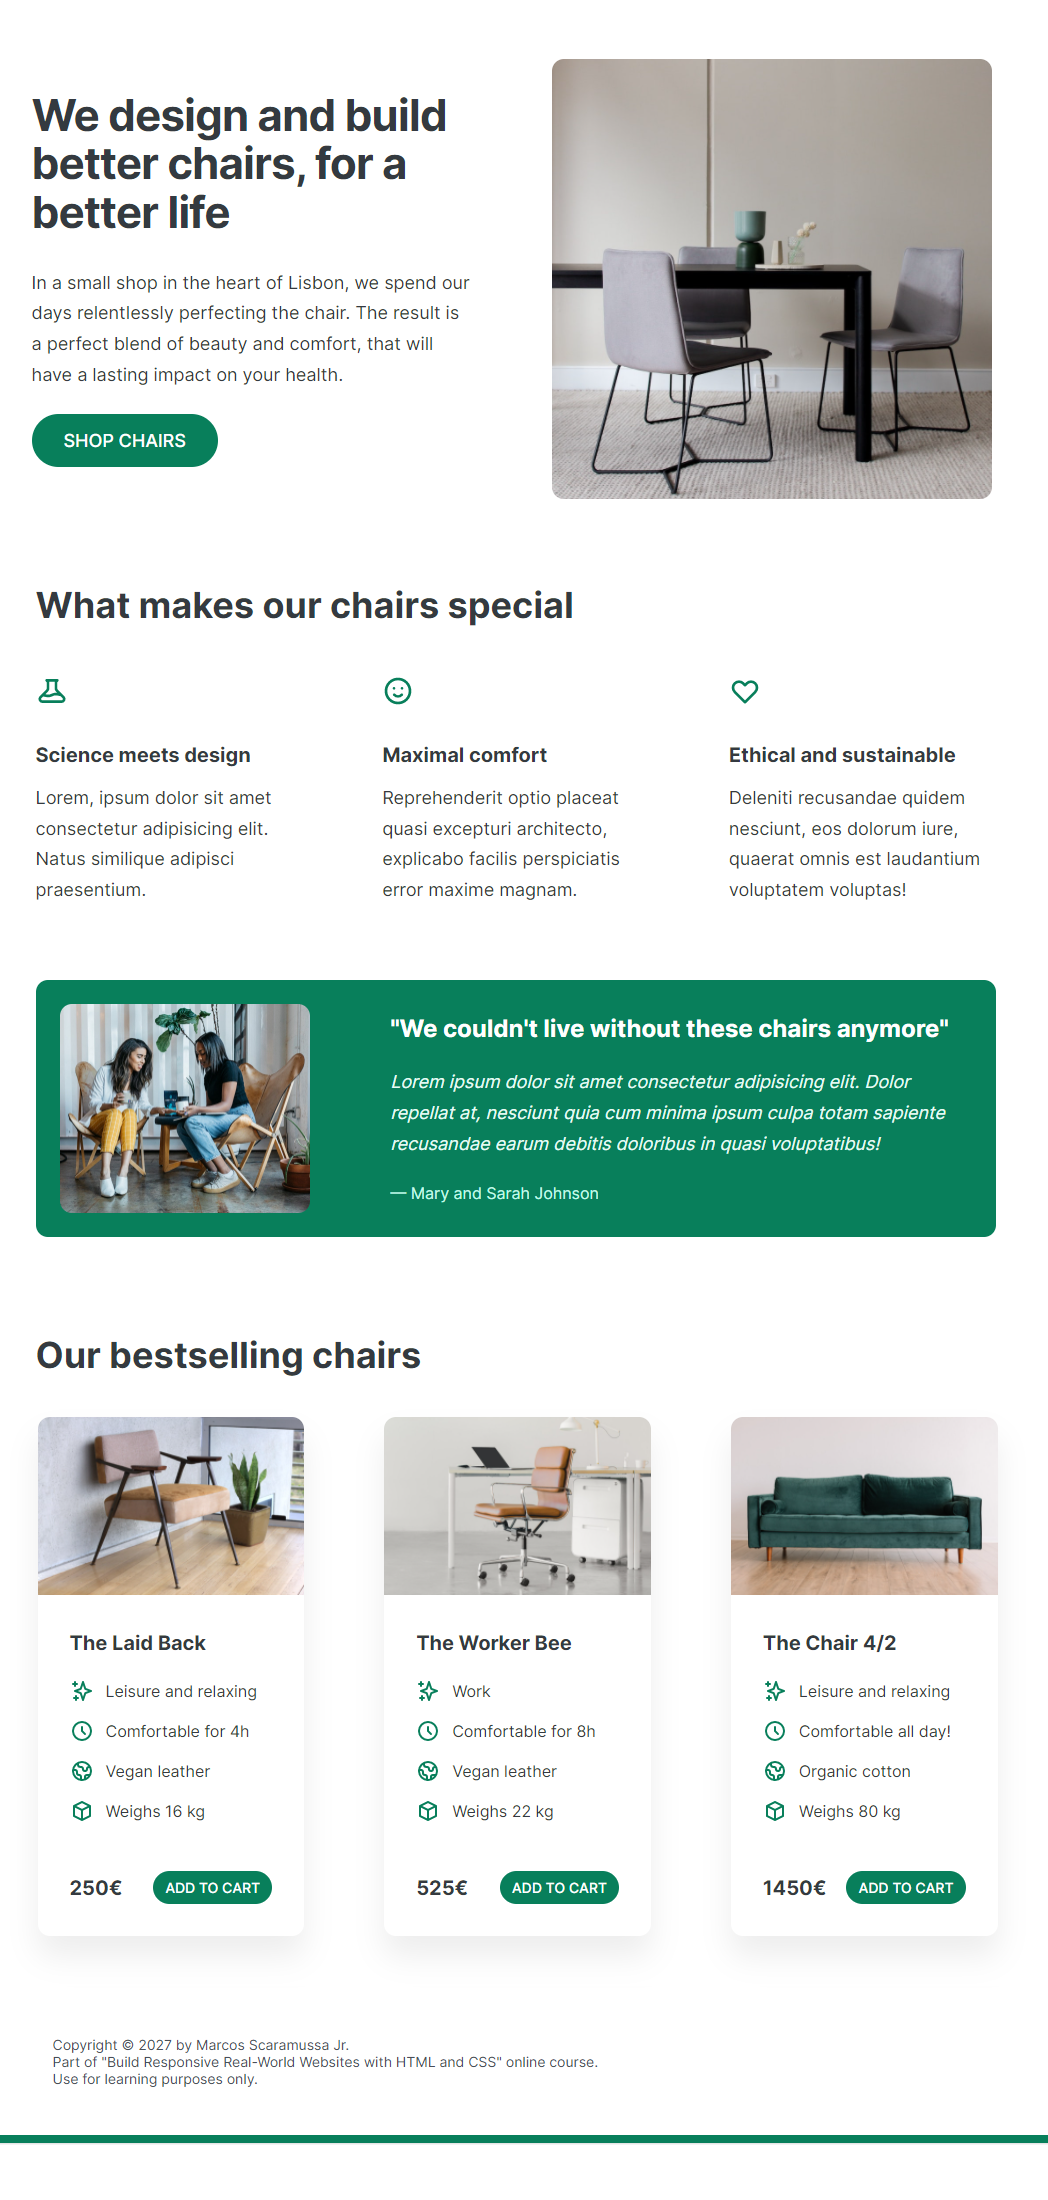 We design and build
better chairs, for a
better life
In a small shop in the heart of Lisbon, we spend our
days relentlessly perfecting the chair. The result is
a perfect blend of beauty and comfort, that will
have a lasting impact on your health.
SHOP CHAIRS
What makes our chairs special
Science meets design
Lorem, ipsum dolor sit amet
consectetur adipisicing elit.
Natus similique adipisci
praesentium.
Maximal comfort
Reprehenderit optio placeat
quasi excepturi architecto,
explicabo facilis perspiciatis
error maxime magnam.
Ethical and sustainable
Deleniti recusandae quidem
nesciunt, eos dolorum iure,
quaerat omnis est laudantium
voluptatem voluptas!
"We couldn't live without these chairs anymore"
Lorem ipsum dolor sit amet consectetur adipisicing elit. Dolor
repellat at, nesciunt quia cum minima ipsum culpa totam sapiente
recusandae earum debitis doloribus in quasi voluptatibus!
— Mary and Sarah Johnson
Our bestselling chairs
The Laid Back
Leisure and relaxing
Comfortable for 4h
Vegan leather
Weighs 16 kg
250€
ADD TO CART
The Worker Bee
Work
Comfortable for 8h
Vegan leather
Weighs 22 kg
525€
ADD TO CART
The Chair 4/2
Leisure and relaxing
Comfortable all day!
Organic cotton
Weighs 80 kg
1450€
ADD TO CART
Copyright © 2027 by Marcos Scaramussa Jr.
Part of "Build Responsive Real-World Websites with HTML and CSS" online course.
Use for learning purposes only.